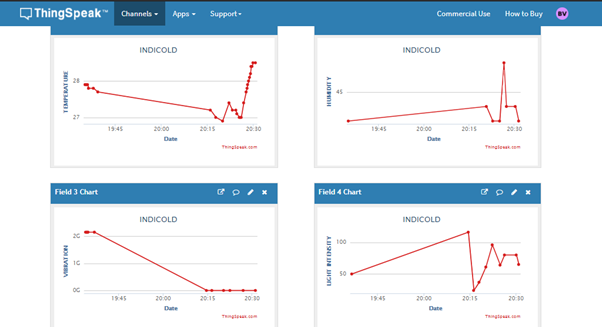 ThingSpeak™ Channels Apps Support Commercial Use How to Buy BV
INDICOLD
TEMPERATURE
28
27
19:45 20:00 20:15 20:30
Date
ThingSpeak.com
INDICOLD
HUMIDITY
45
19:45 20:00 20:15 20:30
Date
ThingSpeak.com
Field 3 Chart
INDICOLD
VIBRATION
2G
1G
0G
19:45 20:00 20:15 20:30
Date
ThingSpeak.com
Field 4 Chart
INDICOLD
LIGHT INTENSITY
100
50
19:45 20:00 20:15 20:30
Date
ThingSpeak.com